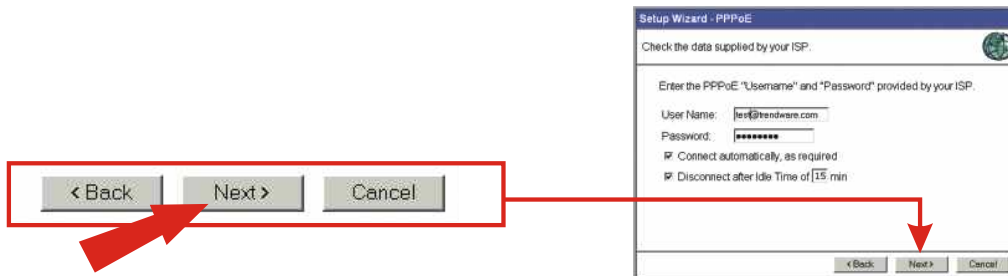 < Back
Next >
Cancel
Setup Wizard - PPPoE
Check the data supplied by your ISP.
Enter the PPPoE "Username" and "Password" provided by your ISP.
User Name: test@trendware.com
Password: ●●●●●●●●
Connect automatically, as required
Disconnect after Idle Time of 15 min
< Back
Next >
Cancel